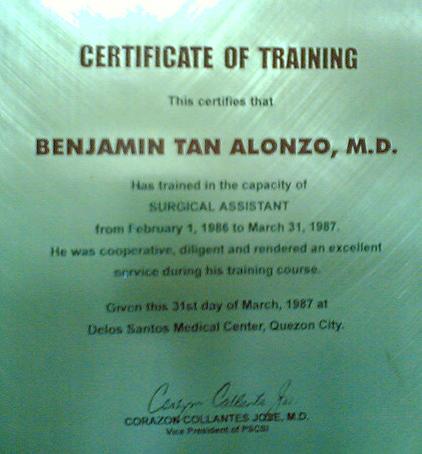 CERTIFICATE OF TRAINING
This certifies that
BENJAMIN TAN ALONZO, M.D.
Has trained in the capacity of
SURGICAL ASSISTANT
from February 1, 1986 to March 31, 1987.
He was cooperative, diligent and rendered an excellent
service during his training course.
Given this 31st day of March, 1987 at
Delos Santos Medical Center, Quezon City.
CORAZON COLLANTES JOSE, M.D.
Vice President of PSCSI